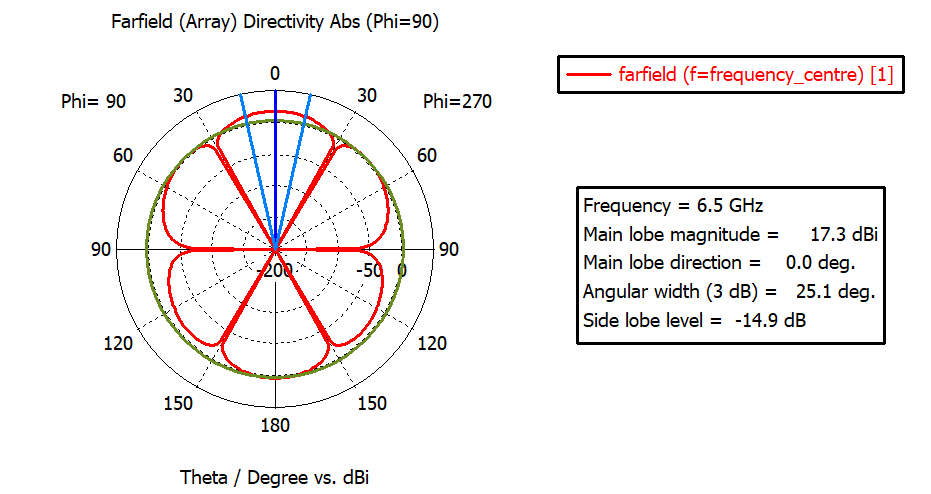 Farfield (Array) Directivity Abs (Phi=90)
farfield (f=frequency_centre) [1]
0
Phi= 90 30 30 Phi=270
60 60
90 90
-200 -50 0
120 120
150 150
180
Theta / Degree vs. dBi
Frequency = 6.5 GHz
Main lobe magnitude = 17.3 dBi
Main lobe direction = 0.0 deg.
Angular width (3 dB) = 25.1 deg.
Side lobe level = -14.9 dB